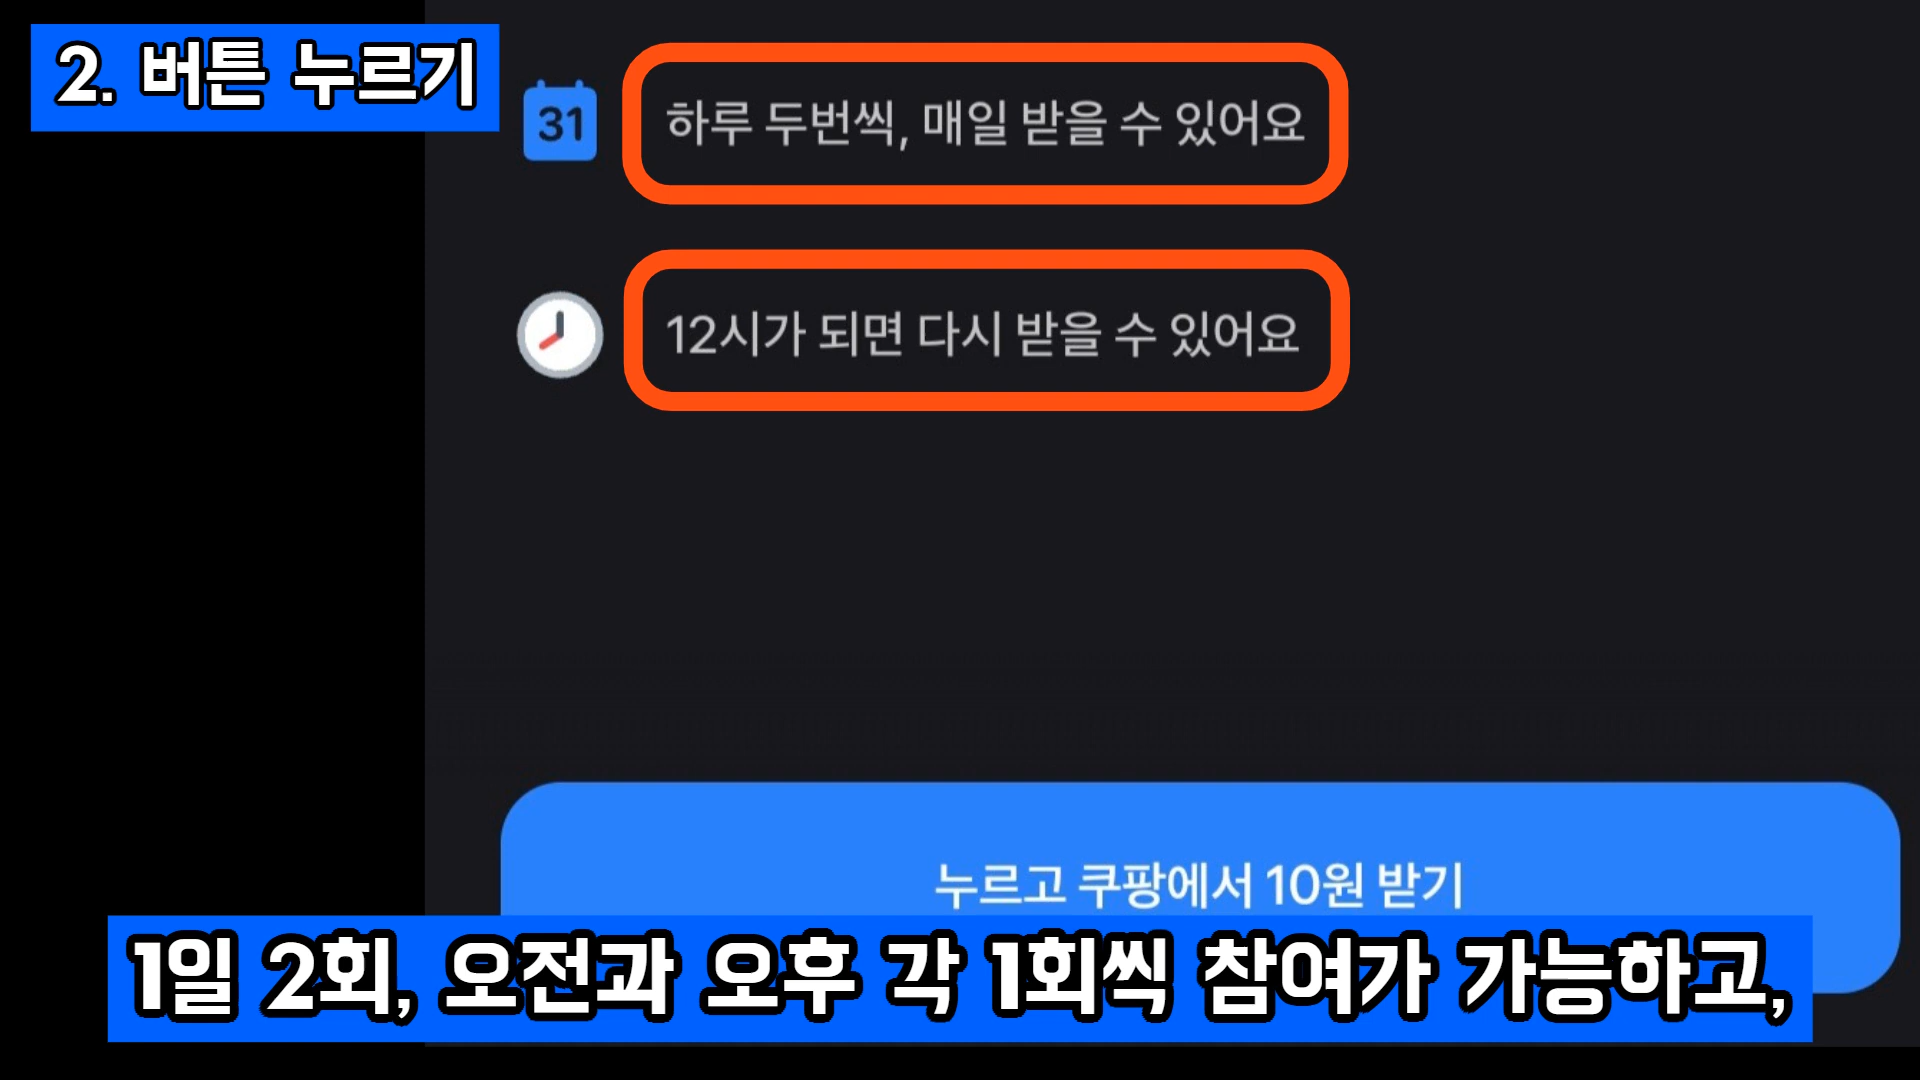 2. 버튼 누르기
31
하루 두번씩, 매일 받을 수 있어요
12시가 되면 다시 받을 수 있어요
누르고 쿠팡에서 10원 받기
1일 2회, 오전과 오후 각 1회씩 참여가 가능하고,